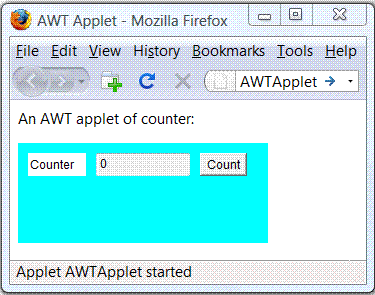 AWT Applet - Mozilla Firefox
File Edit View History Bookmarks Tools Help
AWTApplet
An AWT applet of counter:
Counter 0 Count
Applet AWTApplet started